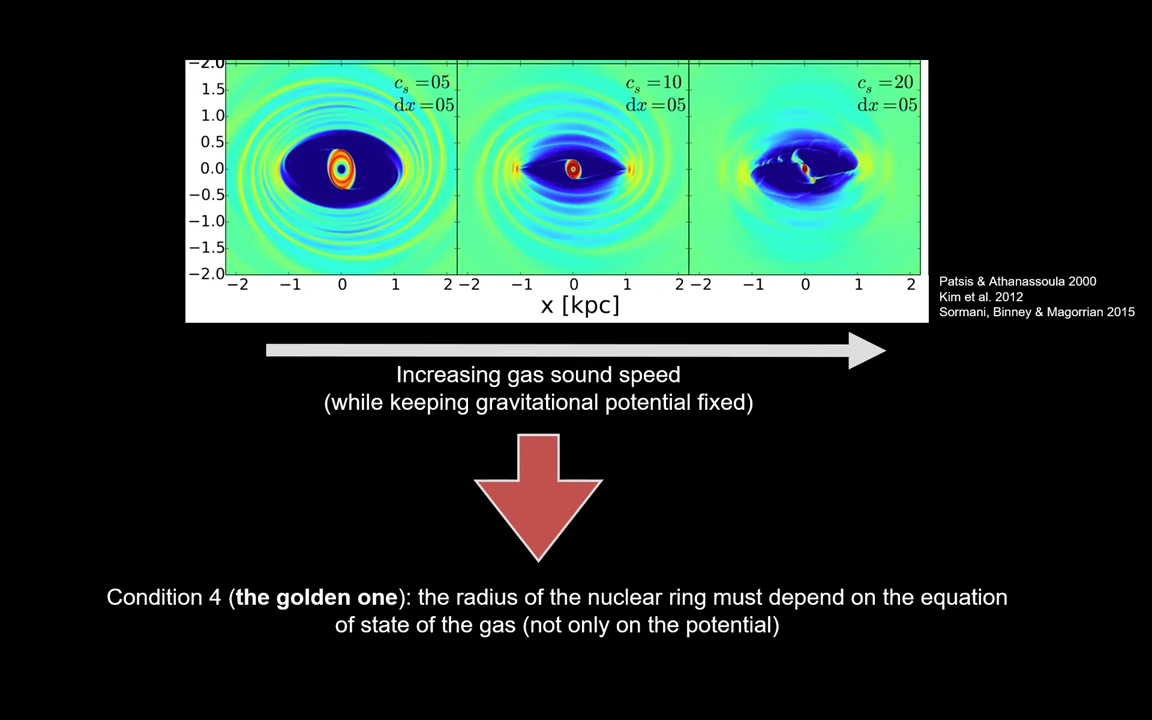 −2.0
c_s =05
dx =05
c_s =10
dx =05
c_s =20
dx =05
1.5
1.0
0.5
0.0
−0.5
−1.0
−1.5
−2.0
−2 −1 0 1 2 −2 −1 0 1 2 −2 −1 0 1 2
x [kpc]
Patsis & Athanassoula 2000
Kim et al. 2012
Sormani, Binney & Magorrian 2015
Increasing gas sound speed
(while keeping gravitational potential fixed)
Condition 4 (the golden one): the radius of the nuclear ring must depend on the equation
of state of the gas (not only on the potential)